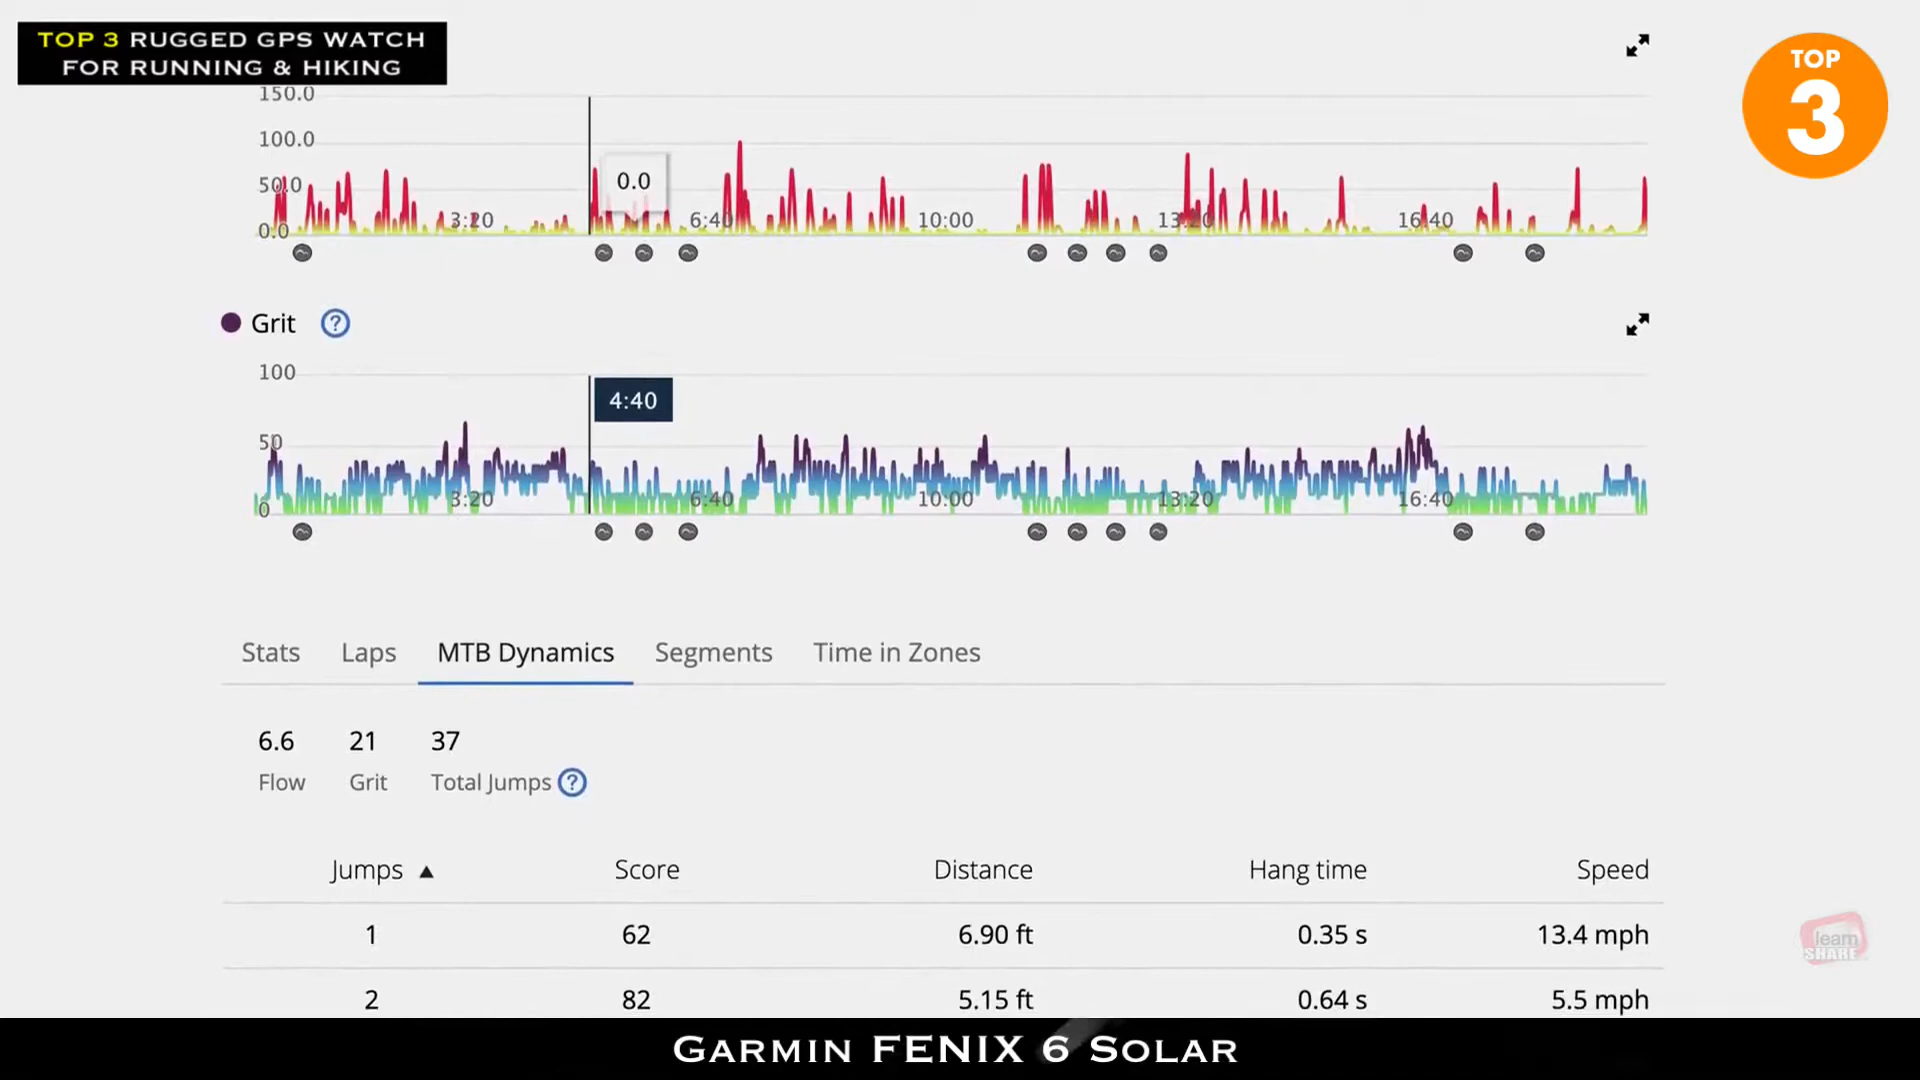 TOP 3 RUGGED GPS WATCH
FOR RUNNING & HIKING
TOP
3
150.0
100.0
50.0
0.0
0.0
3:20
6:40
10:00
13:20
16:40
Grit ?
100
50
0
4:40
3:20
6:40
10:00
13:20
16:40
Stats Laps MTB Dynamics Segments Time in Zones
6.6 21 37
Flow Grit Total Jumps ?
Jumps ▲ Score Distance Hang time Speed
1 62 6.90 ft 0.35 s 13.4 mph
2 82 5.15 ft 0.64 s 5.5 mph
learn
SHARE
GARMIN FENIX 6 SOLAR